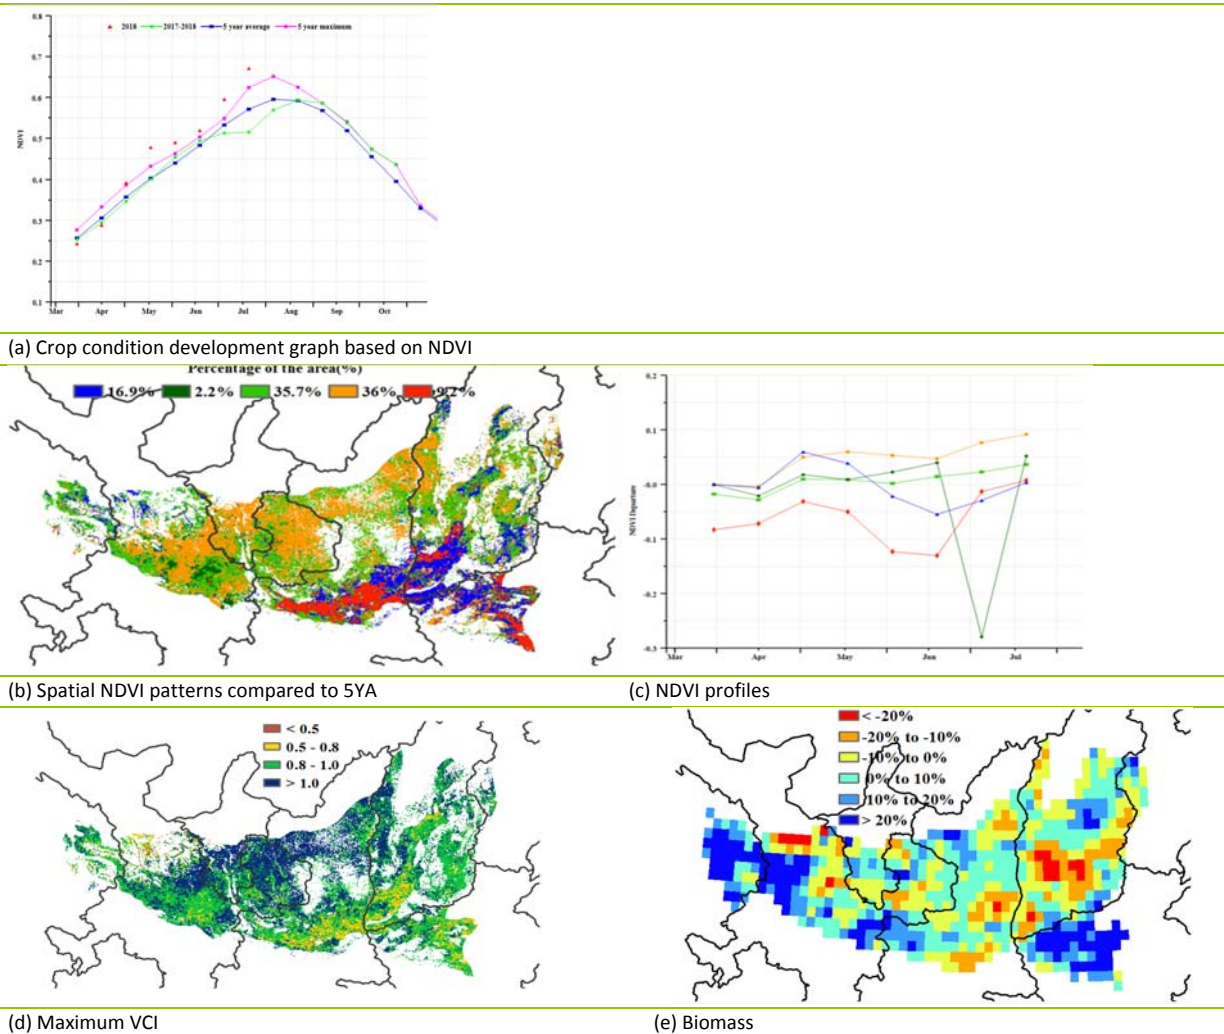 0.8
2018 2017-2018 5 year average 5 year maximum
0.7
0.6
0.5
NDVI
0.4
0.3
0.2
0.1
Mar Apr May Jun Jul Aug Sep Oct
(a) Crop condition development graph based on NDVI
Percentage of the area(%)
16.9% 2.2% 35.7% 36% 9.2%
0.2
0.1
-0.0
NDVI Departure
-0.1
-0.2
-0.3
Mar Apr May Jun Jul
(b) Spatial NDVI patterns compared to 5YA
(c) NDVI profiles
< 0.5
0.5 - 0.8
0.8 - 1.0
> 1.0
< -20%
-20% to -10%
-10% to 0%
0% to 10%
10% to 20%
> 20%
(d) Maximum VCI
(e) Biomass